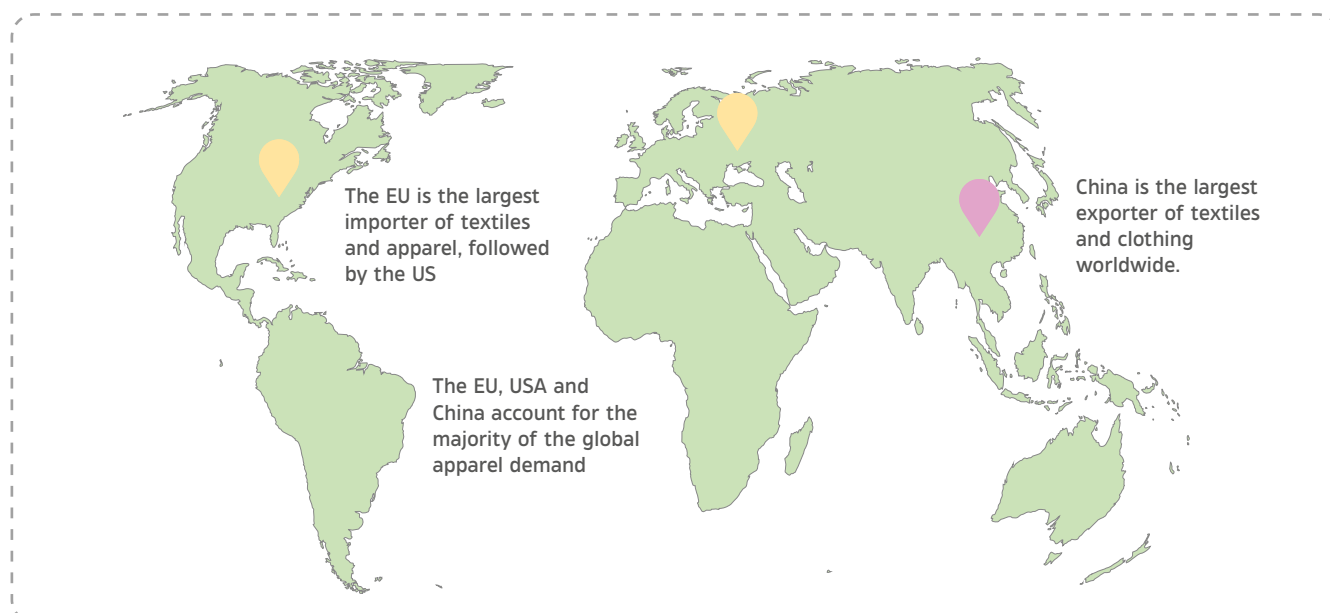 The EU is the largest
importer of textiles
and apparel, followed
by the US
China is the largest
exporter of textiles
and clothing
worldwide.
The EU, USA and
China account for the
majority of the global
apparel demand